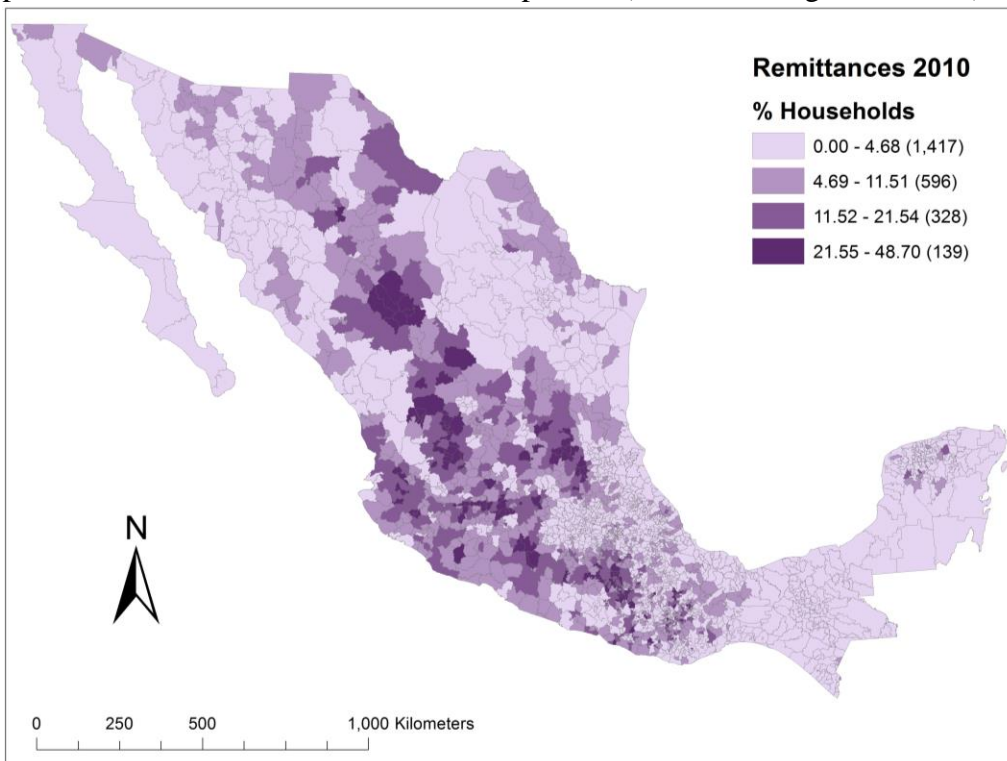 Remittances 2010
% Households
0.00 - 4.68 (1,417)
4.69 - 11.51 (596)
11.52 - 21.54 (328)
21.55 - 48.70 (139)
N
0 250 500 1,000 Kilometers